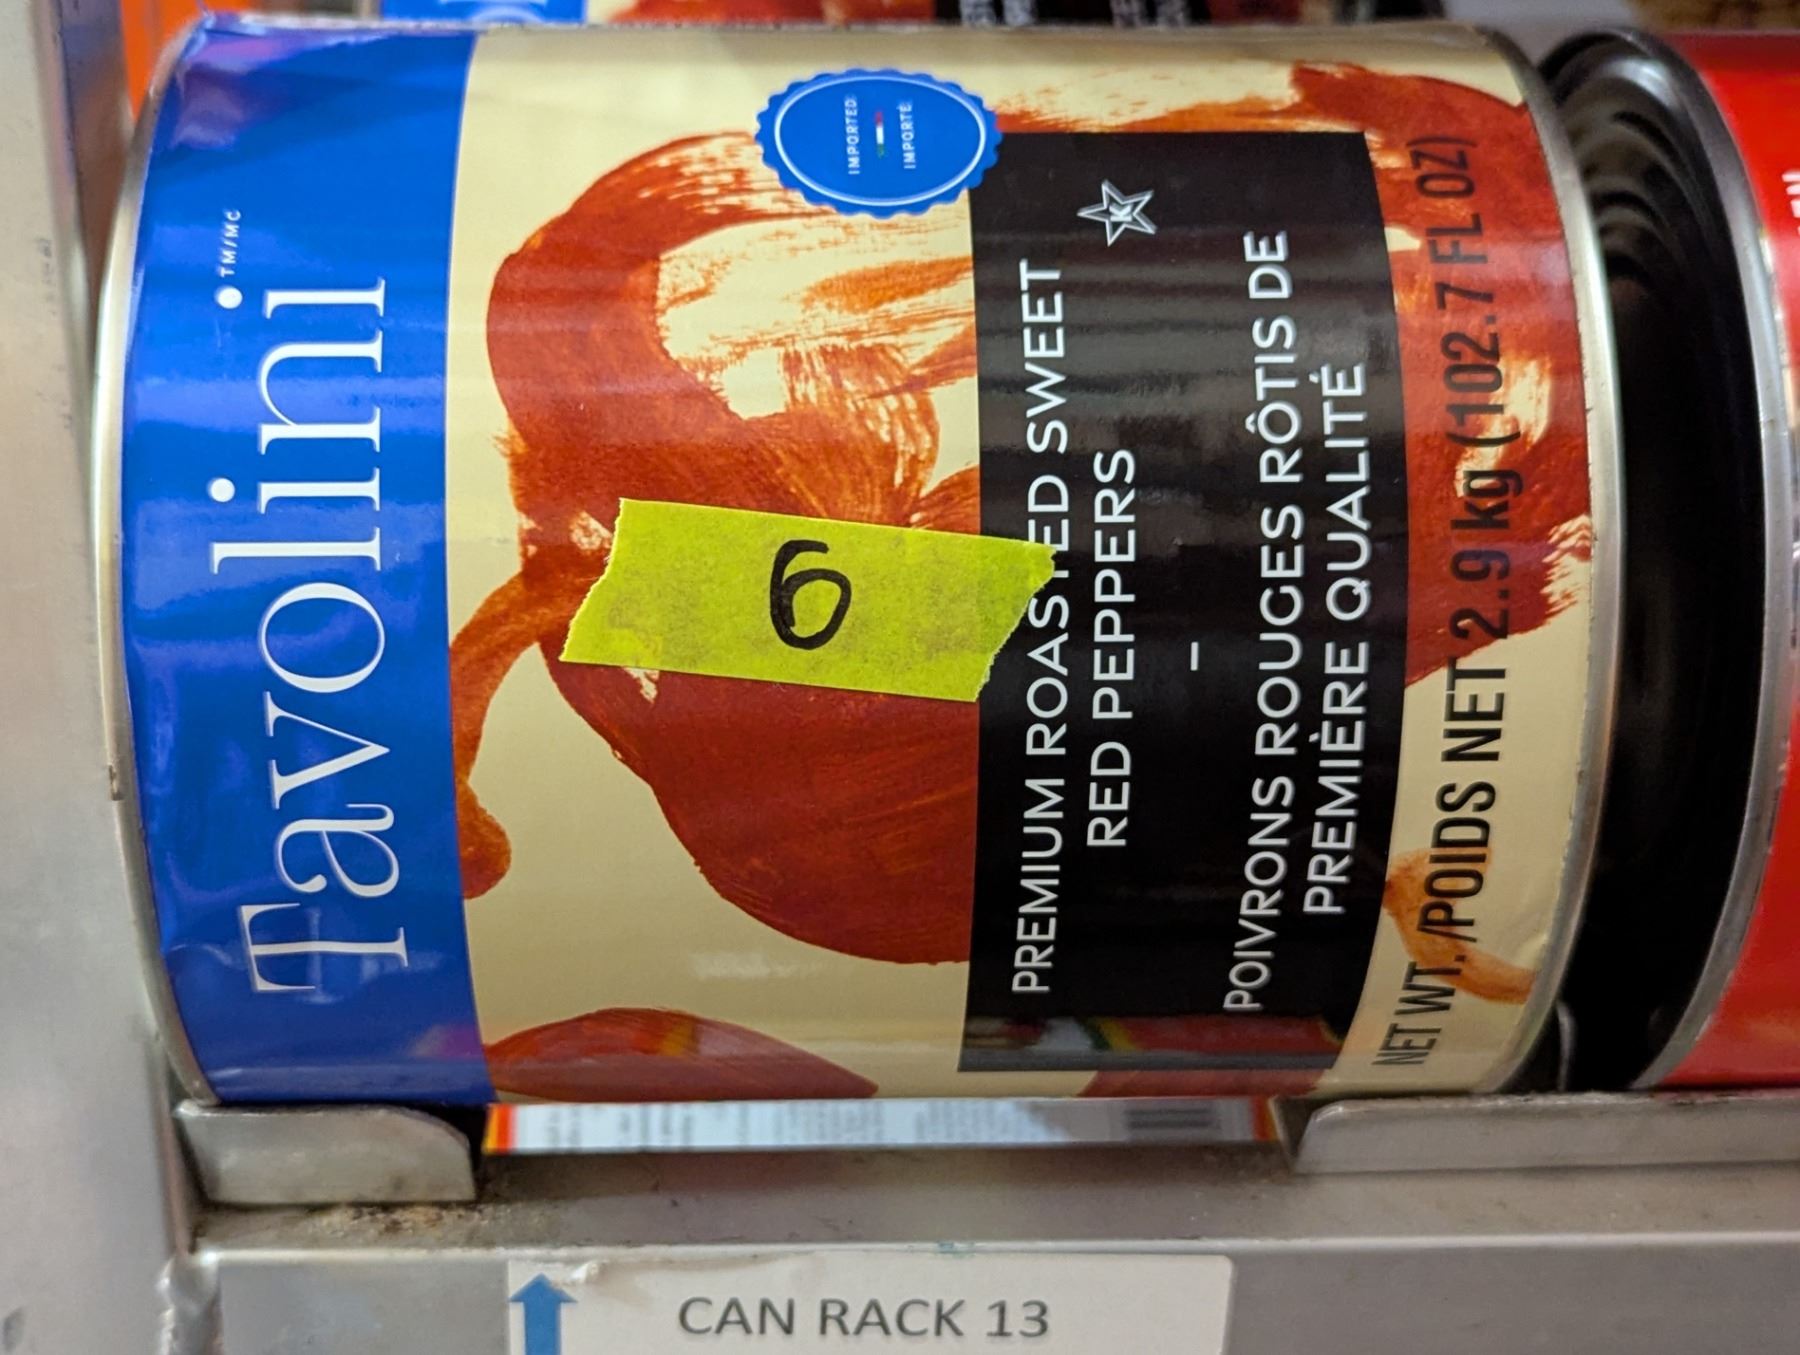 Tavolini TM/MC
IMPORTED
IMPORTÉ
K
6
PREMIUM ROASTED SWEET
RED PEPPERS
–
POIVRONS ROUGES RÔTIS DE
PREMIÈRE QUALITÉ
NET WT./POIDS NET 2.9 kg (102.7 FL OZ)
CAN RACK 13